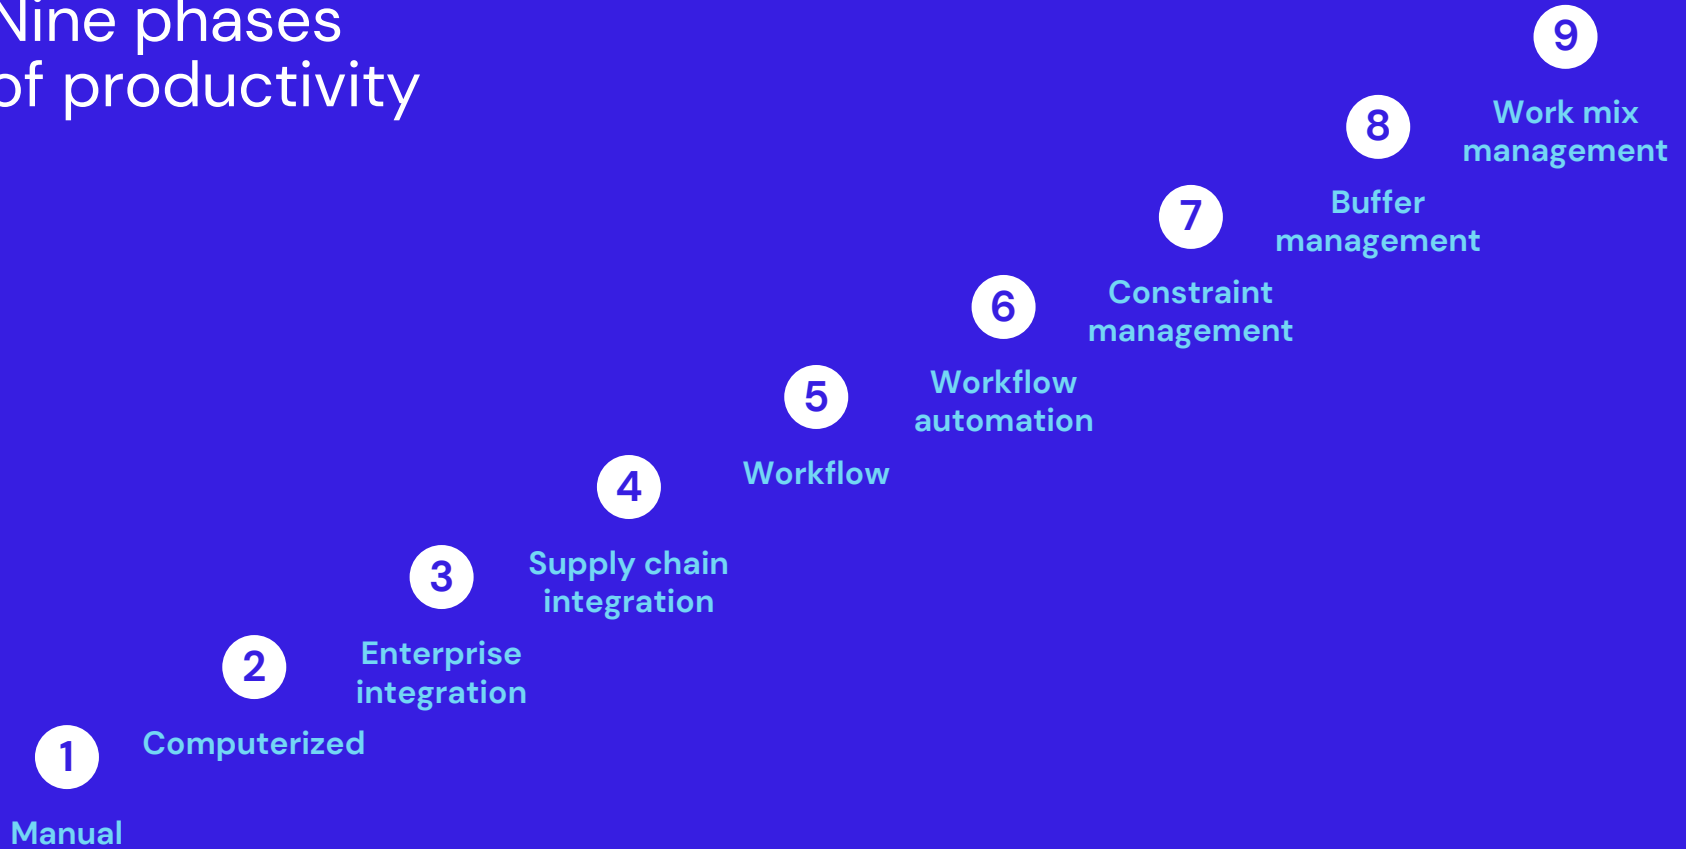 Nine phases
of productivity
1
Manual
2
Computerized
3
Enterprise
integration
4
Supply chain
integration
5
Workflow
6
Workflow
automation
7
Constraint
management
8
Buffer
management
9
Work mix
management